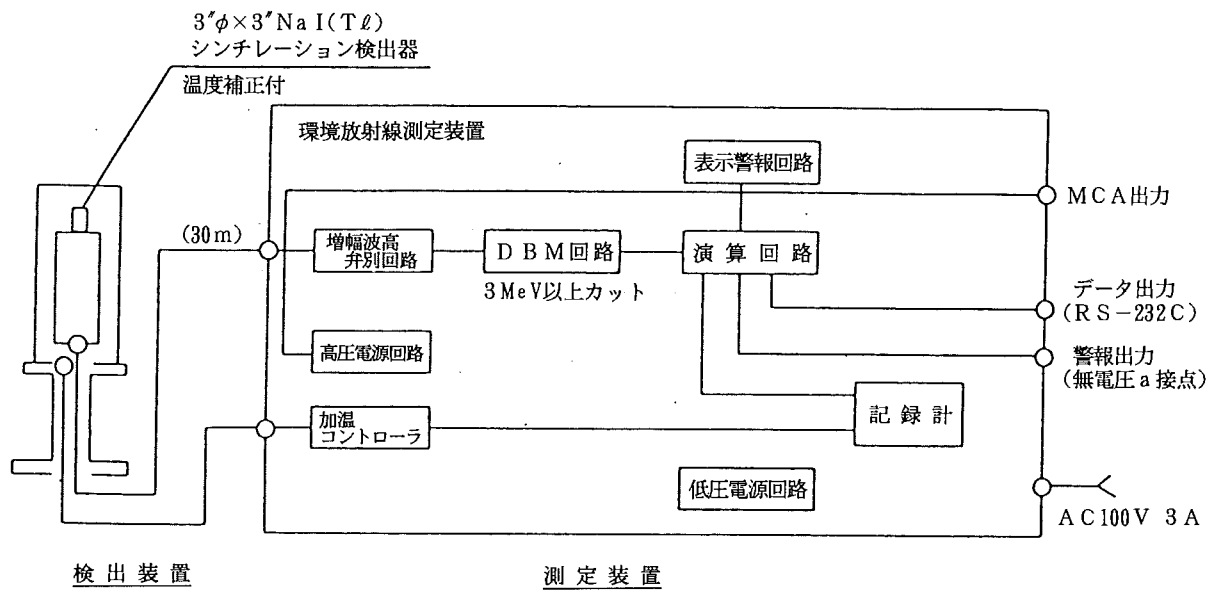 3″φ×3″NaI(Tℓ)
シンチレーション検出器
温度補正付
環境放射線測定装置
表示警報回路
MCA出力
(30m)
増幅波高
弁別回路
DBM回路
演算回路
3MeV以上カット
データ出力
(RS-232C)
高圧電源回路
警報出力
(無電圧a接点)
加温
コントローラ
記録計
低圧電源回路
AC100V 3A
検出装置
測定装置